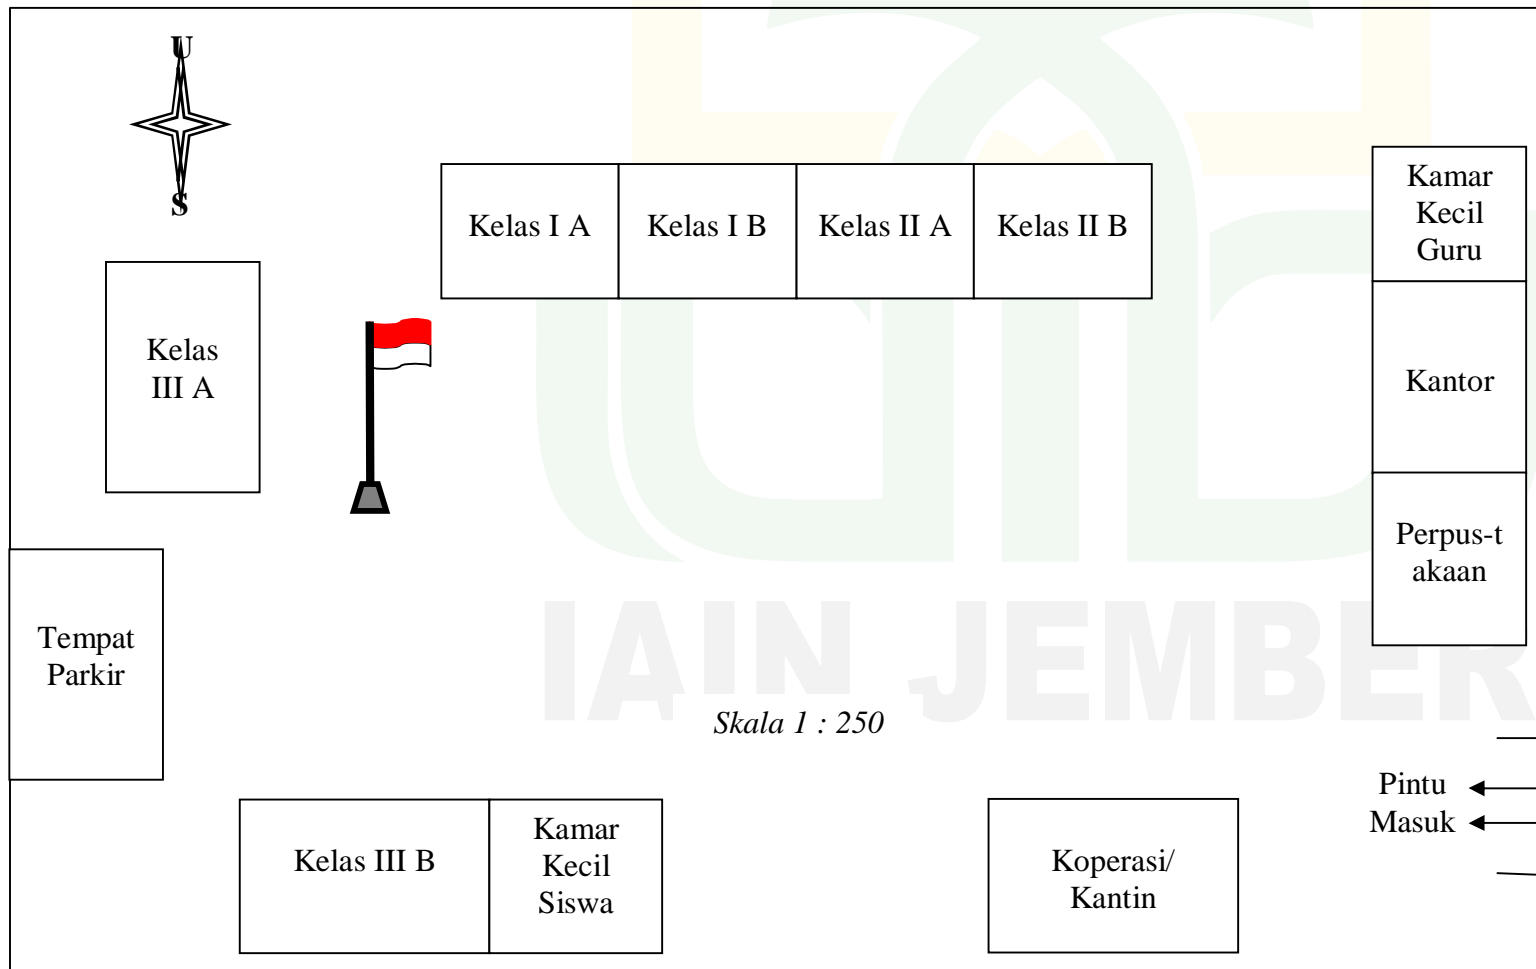 U
S
Kelas I A
Kelas I B
Kelas II A
Kelas II B
Kamar
Kecil
Guru
Kelas
III A
Kantor
Perpus-t
akaan
Tempat
Parkir
IAIN JEMBER
Skala 1 : 250
Pintu
Masuk
Kelas III B
Kamar
Kecil
Siswa
Koperasi/
Kantin